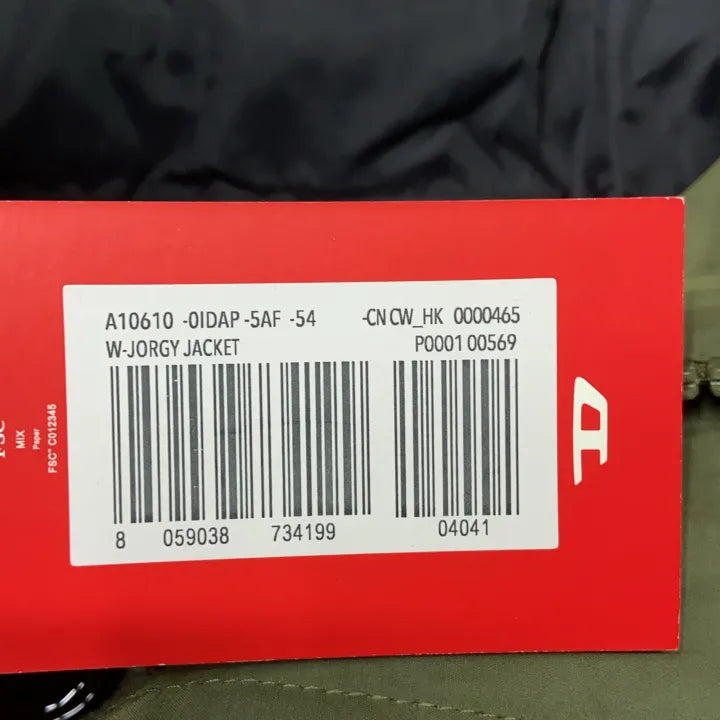 A10610 -0IDAP -5AF -54 -CN CW_HK 0000465
W-JORGY JACKET P0001 00569
8 059038 734199 04041
FSC
MIX
Paper
FSC® C012345